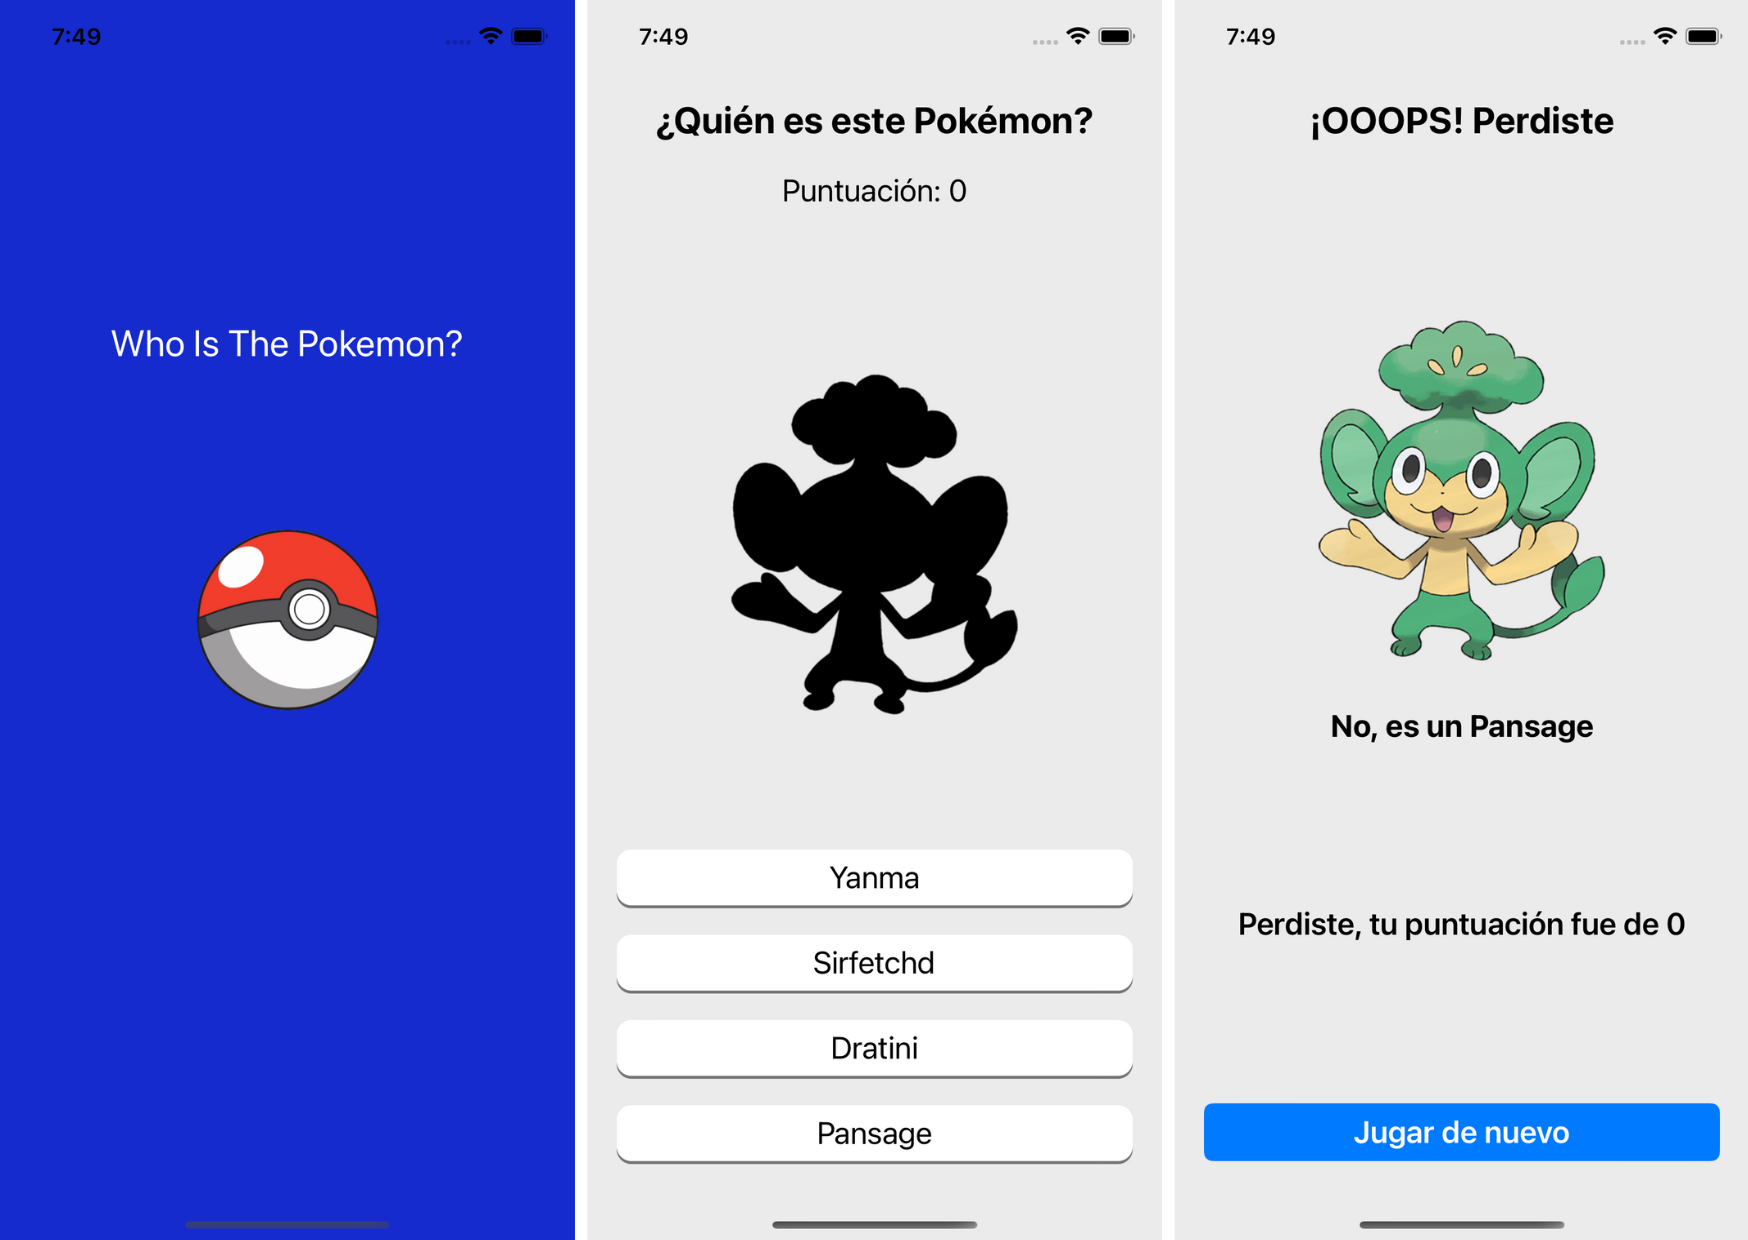 7:49
Who Is The Pokemon?
7:49
¿Quién es este Pokémon?
Puntuación: 0
Yanma
Sirfetchd
Dratini
Pansage
7:49
¡OOOPS! Perdiste
No, es un Pansage
Perdiste, tu puntuación fue de 0
Jugar de nuevo